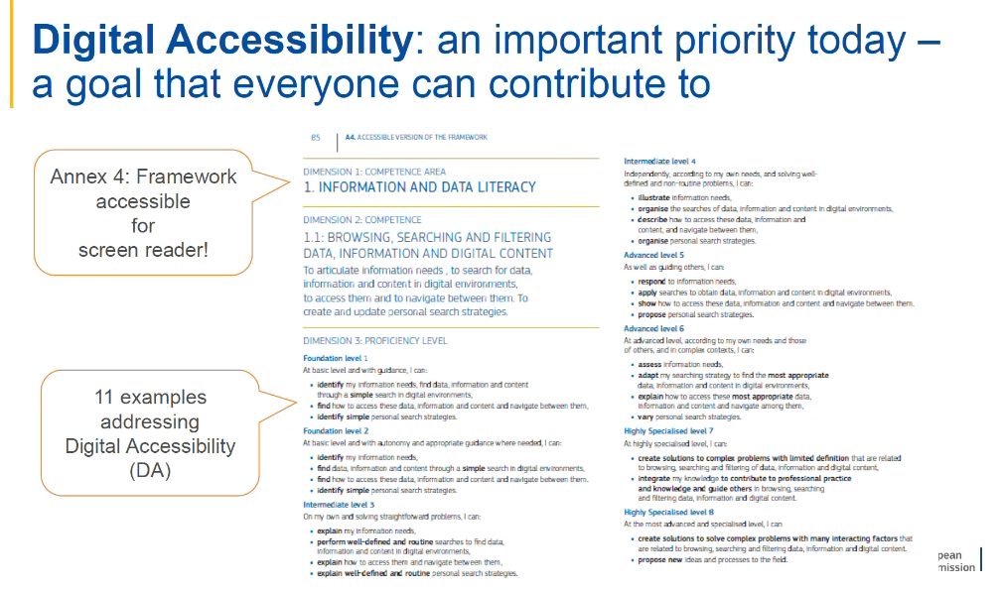 Digital Accessibility: an important priority today –
a goal that everyone can contribute to
Annex 4: Framework
accessible
for
screen reader!
11 examples
addressing
Digital Accessibility
(DA)
85
A4. ACCESSIBLE VERSION OF THE FRAMEWORK
DIMENSION 1: COMPETENCE AREA
1. INFORMATION AND DATA LITERACY
DIMENSION 2: COMPETENCE
1.1: BROWSING, SEARCHING AND FILTERING
DATA, INFORMATION AND DIGITAL CONTENT
To articulate information needs , to search for data,
information and content in digital environments,
to access them and to navigate between them. To
create and update personal search strategies.
DIMENSION 3: PROFICIENCY LEVEL
Foundation level 1
At basic level and with guidance, I can:
• identify my information needs, find data, information and content
through a simple search in digital environments,
• find how to access these data, information and content and navigate between them,
• identify simple personal search strategies.
Foundation level 2
At basic level and with autonomy and appropriate guidance where needed, I can:
• identify my information needs,
• find data, information and content through a simple search in digital environments,
• find how to access these data, information and content and navigate between them,
• identify simple personal search strategies.
Intermediate level 3
On my own and solving straightforward problems, I can:
• explain my information needs,
• perform well-defined and routine searches to find data,
information and content in digital environments,
• explain how to access them and navigate between them,
• explain well-defined and routine personal search strategies.
Intermediate level 4
Independently, according to my own needs, and solving well-
defined and non-routine problems, I can:
• illustrate information needs,
• organise the searches of data, information and content in digital environments,
• describe how to access these data, information and
content, and navigate between them,
• organise personal search strategies.
Advanced level 5
As well as guiding others, I can:
• respond to information needs,
• apply searches to obtain data, information and content in digital environments,
• show how to access these data, information and content and navigate between them.
• propose personal search strategies.
Advanced level 6
At advanced level, according to my own needs and those
of others, and in complex contexts, I can:
• assess information needs,
• adapt my searching strategy to find the most appropriate
data, information and content in digital environments,
• explain how to access these most appropriate data,
information and content and navigate among them,
• vary personal search strategies.
Highly Specialised level 7
At highly specialised level, I can:
• create solutions to complex problems with limited definition that are related
to browsing, searching and filtering of data, information and digital content,
• integrate my knowledge to contribute to professional practice
and knowledge and guide others in browsing, searching
and filtering data, information and digital content.
Highly Specialised level 8
At the most advanced and specialised level, I can
• create solutions to solve complex problems with many interacting factors that
are related to browsing, searching and filtering data, information and digital content.
• propose new ideas and processes to the field.
pean
mission